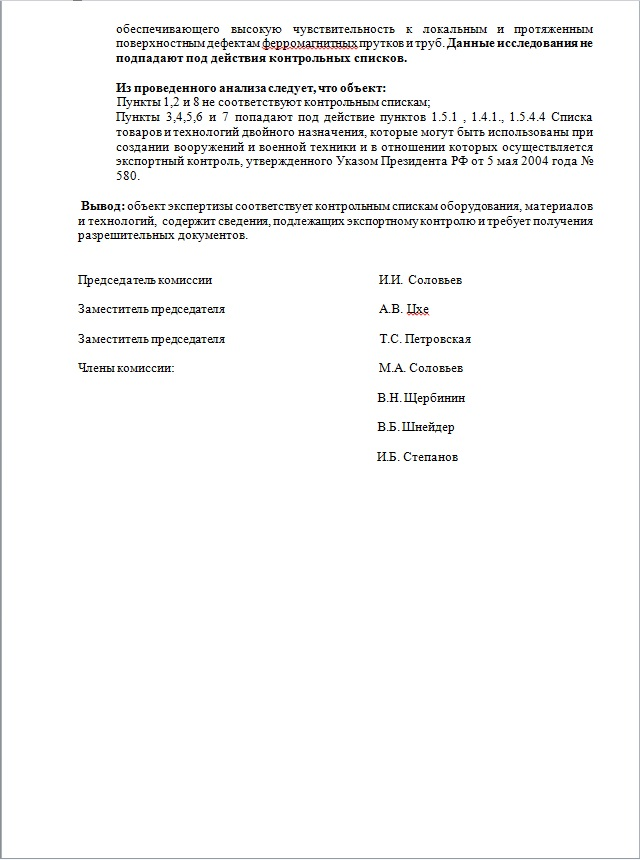 обеспечивающего высокую чувствительность к локальным и протяженным
поверхностным дефектам ферромагнитных прутков и труб. Данные исследования не
подпадают под действия контрольных списков.
Из проведенного анализа следует, что объект:
Пункты 1,2 и 8 не соответствуют контрольным спискам;
Пункты 3,4,5,6 и 7 попадают под действие пунктов 1.5.1 , 1.4.1., 1.5.4.4 Списка
товаров и технологий двойного назначения, которые могут быть использованы при
создании вооружений и военной техники и в отношении которых осуществляется
экспортный контроль, утвержденного Указом Президента РФ от 5 мая 2004 года №
580.
Вывод: объект экспертизы соответствует контрольным спискам оборудования, материалов
и технологий, содержит сведения, подлежащих экспортному контролю и требует получения
разрешительных документов.
Председатель комиссии И.И. Соловьев
Заместитель председателя А.В. Цхе
Заместитель председателя Т.С. Петровская
Члены комиссии: М.А. Соловьев
В.Н. Щербинин
В.Б. Шнейдер
И.Б. Степанов